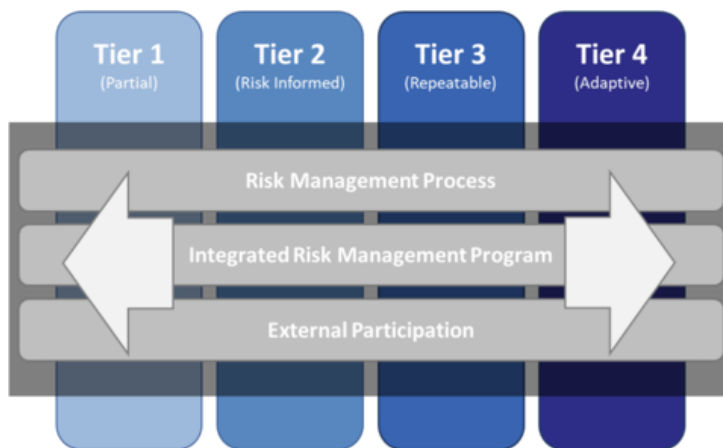 Tier 1
(Partial)
Tier 2
(Risk Informed)
Tier 3
(Repeatable)
Tier 4
(Adaptive)
Risk Management Process
Integrated Risk Management Program
External Participation